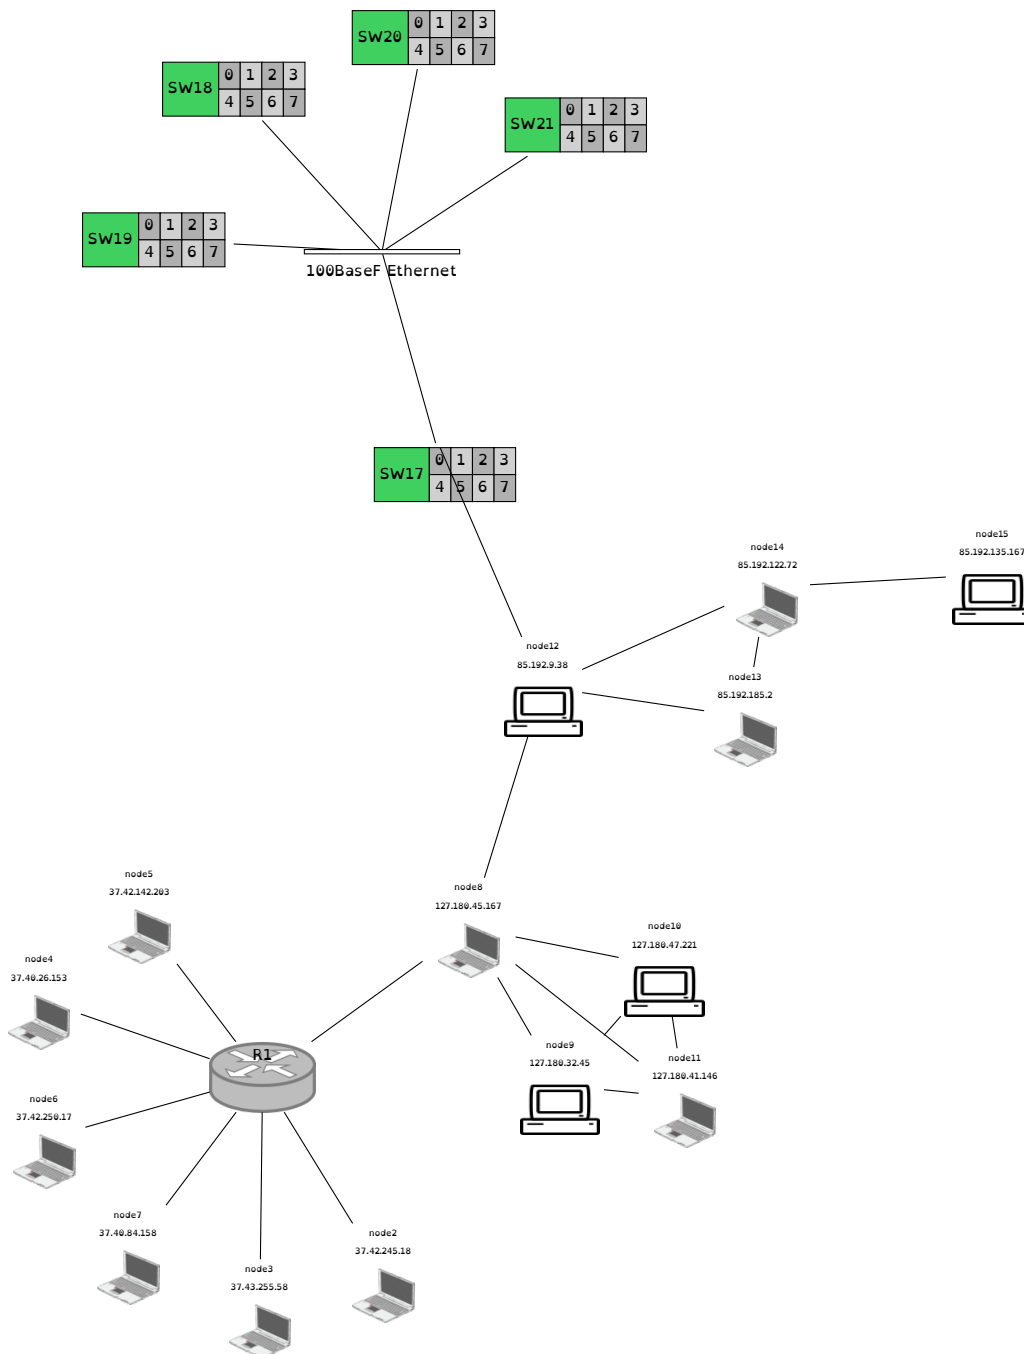 SW20 0 1 2 3
4 5 6 7
SW18 0 1 2 3
4 5 6 7
SW21 0 1 2 3
4 5 6 7
SW19 0 1 2 3
4 5 6 7
100BaseF Ethernet
SW17 0 1 2 3
4 5 6 7
node15
85.192.135.167
node14
85.192.122.72
node12
85.192.9.38
node13
85.192.185.2
node5
37.42.142.203
node8
127.180.45.167
node10
127.180.47.221
node4
37.40.26.153
R1
node9
127.180.32.45
node11
127.180.41.146
node6
37.42.250.17
node7
37.40.84.158
node2
37.42.245.18
node3
37.43.255.58